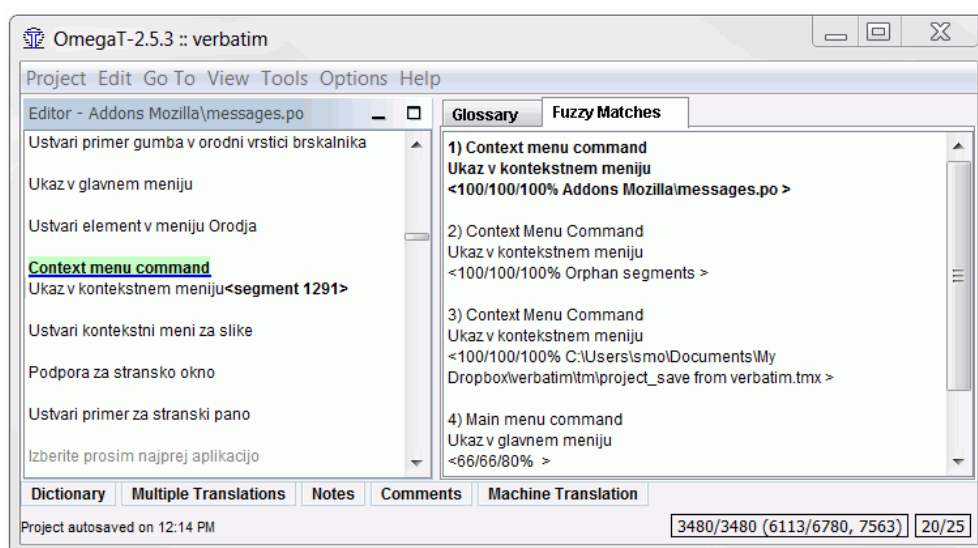 OmegaT-2.5.3 :: verbatim
Project Edit Go To View Tools Options Help
Editor - Addons Mozilla\messages.po
Ustvari primer gumba v orodni vrstici brskalnika
Ukaz v glavnem meniju
Ustvari element v meniju Orodja
Context menu command
Ukaz v kontekstnem meniju<segment 1291>
Ustvari kontekstni meni za slike
Podpora za stransko okno
Ustvari primer za stranski pano
Izberite prosim najprej aplikacijo
Glossary Fuzzy Matches
1) Context menu command
Ukaz v kontekstnem meniju
<100/100/100% Addons Mozilla\messages.po >
2) Context Menu Command
Ukaz v kontekstnem meniju
<100/100/100% Orphan segments >
3) Context Menu Command
Ukaz v kontekstnem meniju
<100/100/100% C:\Users\smo\Documents\My
Dropbox\verbatim\tm\project_save from verbatim.tmx >
4) Main menu command
Ukaz v glavnem meniju
<66/66/80% >
Dictionary Multiple Translations Notes Comments Machine Translation
Project autosaved on 12:14 PM 3480/3480 (6113/6780, 7563) 20/25